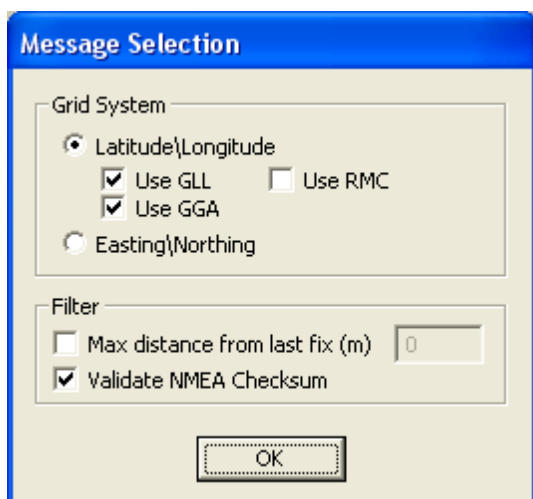 Message Selection
Grid System
Latitude\Longitude
Use GLL Use RMC
Use GGA
Easting\Northing
Filter
Max distance from last fix (m) 0
Validate NMEA Checksum
OK